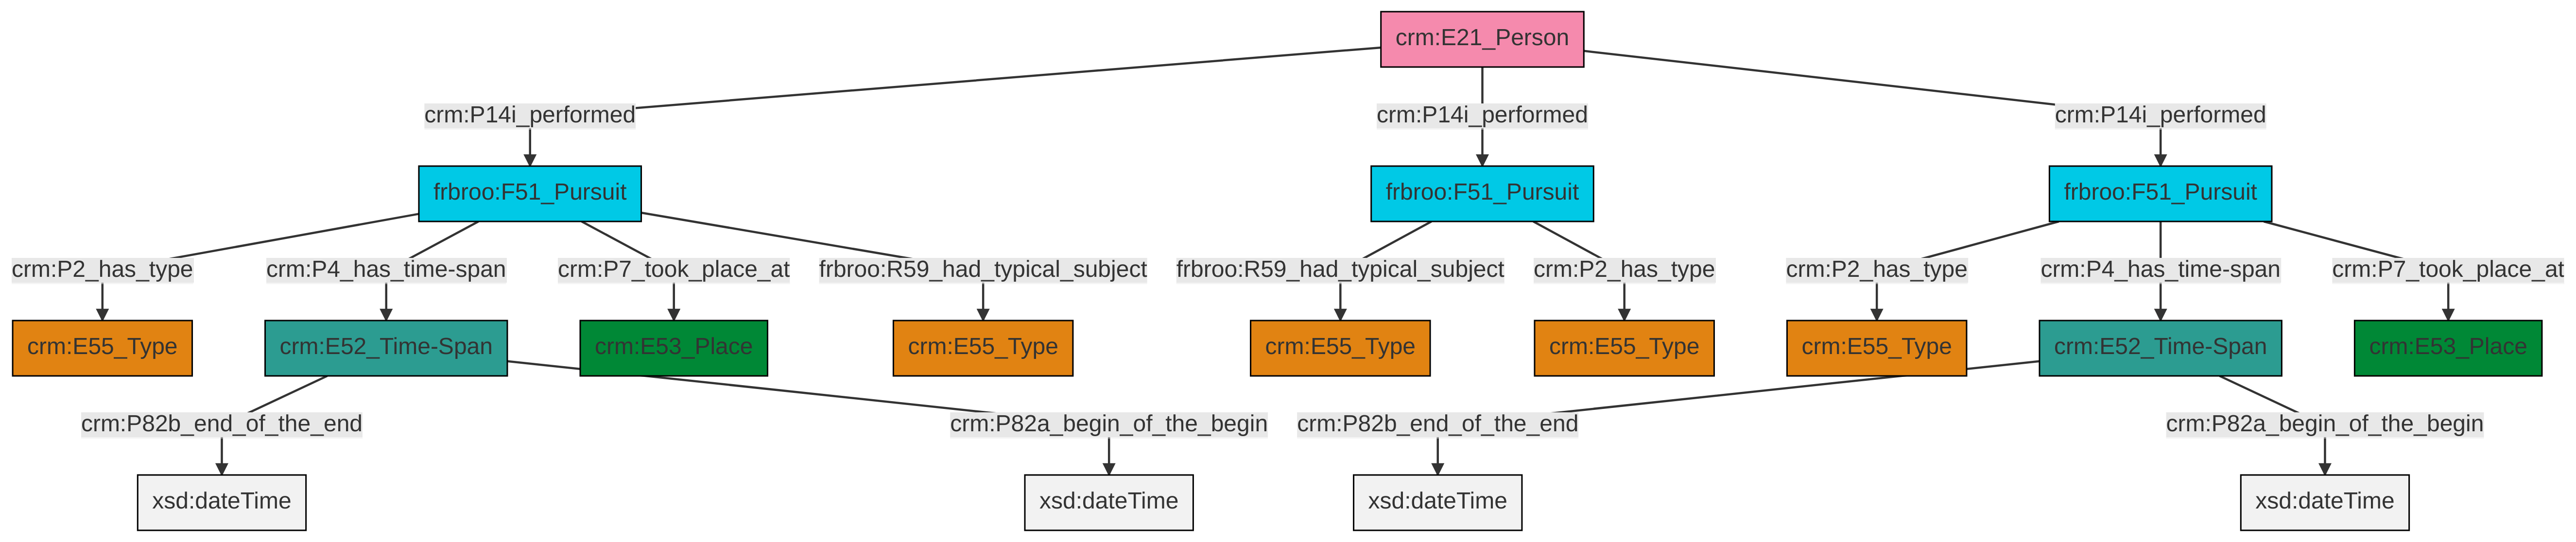 crm:E21_Person
crm:P14i_performed
crm:P14i_performed
crm:P14i_performed
frbroo:F51_Pursuit
frbroo:F51_Pursuit
frbroo:F51_Pursuit
crm:P2_has_type
crm:P4_has_time-span
crm:P7_took_place_at
frbroo:R59_had_typical_subject
frbroo:R59_had_typical_subject
crm:P2_has_type
crm:P2_has_type
crm:P4_has_time-span
crm:P7_took_place_at
crm:E55_Type
crm:E52_Time-Span
crm:E53_Place
crm:E55_Type
crm:E55_Type
crm:E55_Type
crm:E55_Type
crm:E52_Time-Span
crm:E53_Place
crm:P82b_end_of_the_end
crm:P82a_begin_of_the_begin
crm:P82b_end_of_the_end
crm:P82a_begin_of_the_begin
xsd:dateTime
xsd:dateTime
xsd:dateTime
xsd:dateTime